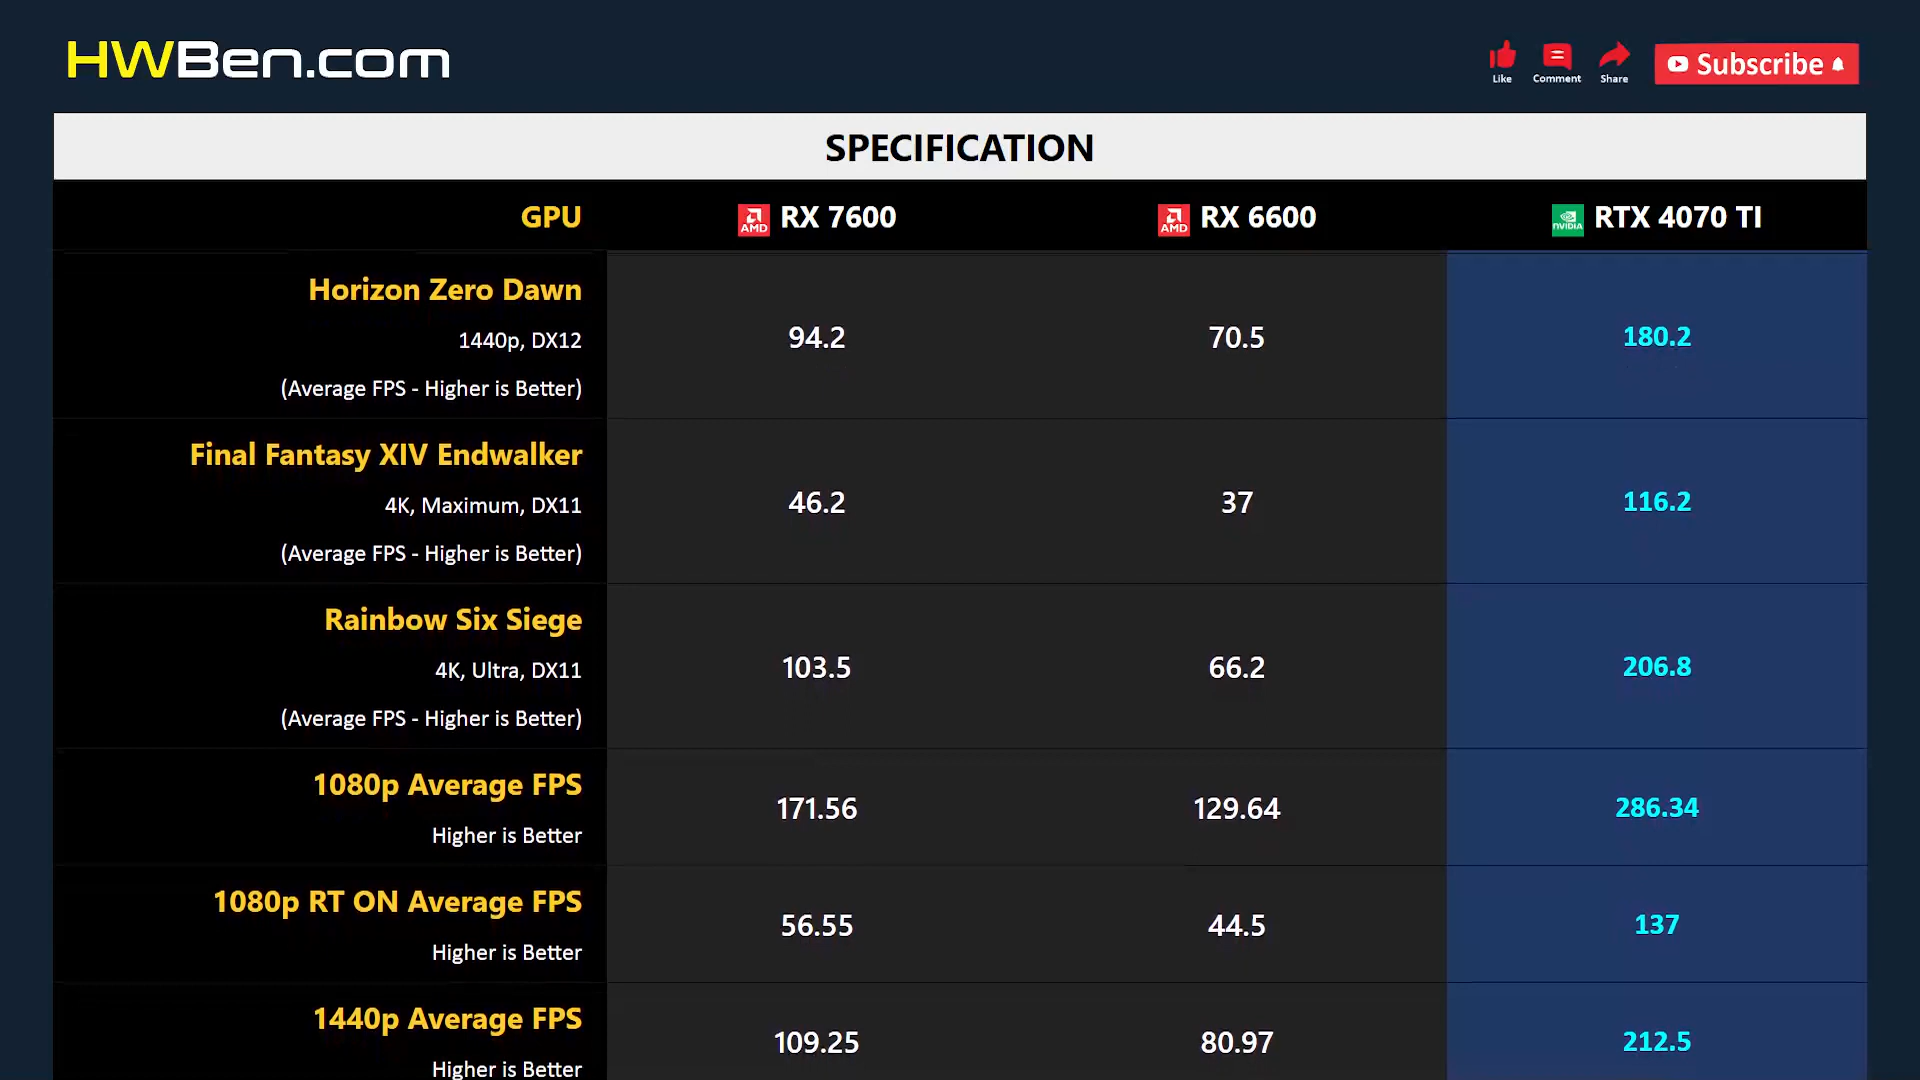 HWBen.com
Like Comment Share Subscribe
SPECIFICATION
GPU AMD RX 7600 AMD RX 6600 NVIDIA RTX 4070 TI
Horizon Zero Dawn
1440p, DX12 94.2 70.5 180.2
(Average FPS - Higher is Better)
Final Fantasy XIV Endwalker
4K, Maximum, DX11 46.2 37 116.2
(Average FPS - Higher is Better)
Rainbow Six Siege
4K, Ultra, DX11 103.5 66.2 206.8
(Average FPS - Higher is Better)
1080p Average FPS 171.56 129.64 286.34
Higher is Better
1080p RT ON Average FPS 56.55 44.5 137
Higher is Better
1440p Average FPS 109.25 80.97 212.5
Higher is Better